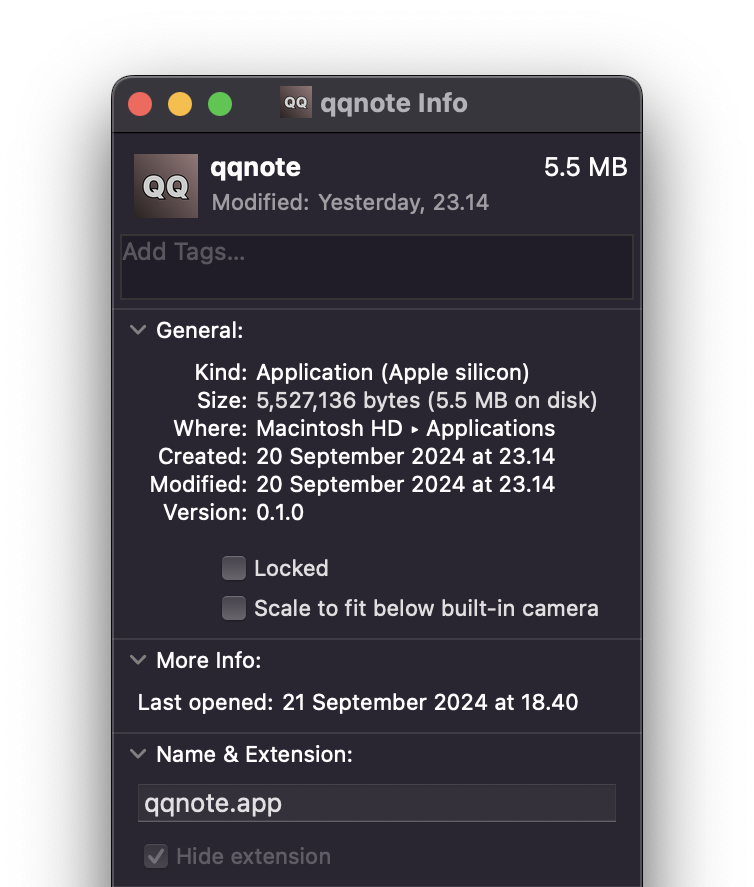 QQ qqnote Info
QQ
qqnote 5.5 MB
Modified: Yesterday, 23.14
Add Tags...
General:
Kind: Application (Apple silicon)
Size: 5,527,136 bytes (5.5 MB on disk)
Where: Macintosh HD ▸ Applications
Created: 20 September 2024 at 23.14
Modified: 20 September 2024 at 23.14
Version: 0.1.0
Locked
Scale to fit below built-in camera
More Info:
Last opened: 21 September 2024 at 18.40
Name & Extension:
qqnote.app
Hide extension